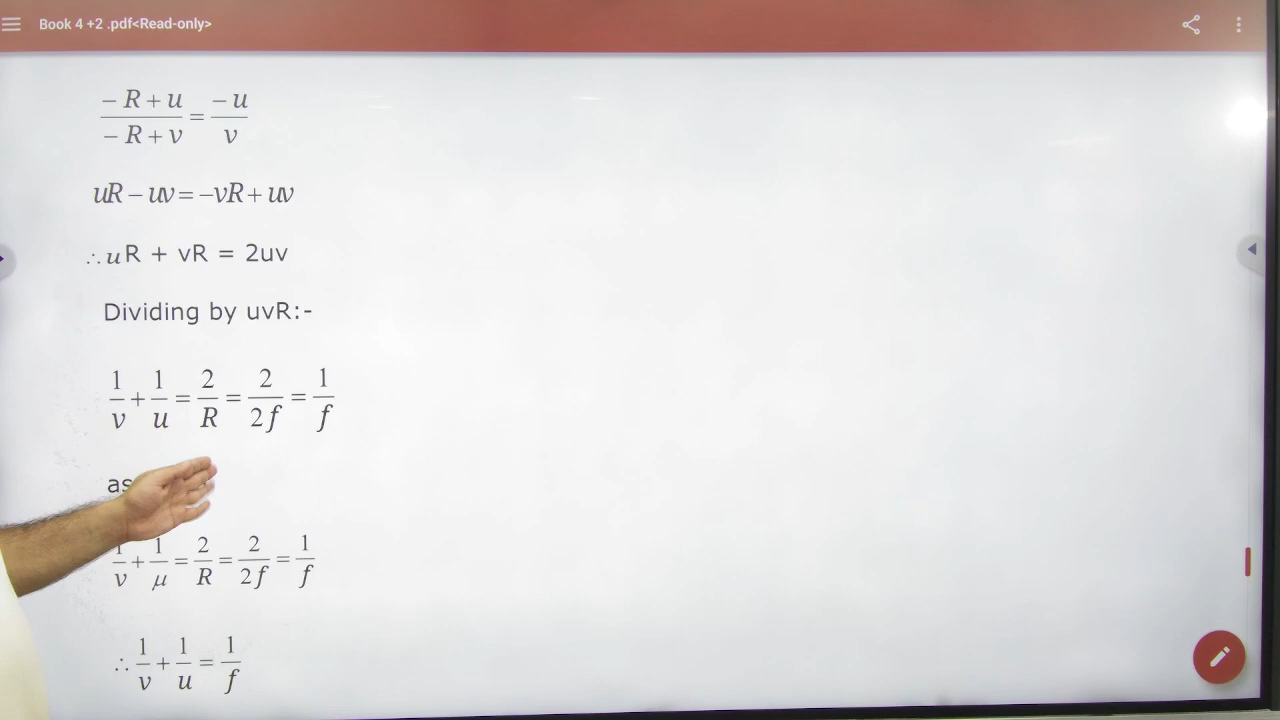 Book 4 +2 .pdf<Read-only>
(− R + u)/(− R + v) = − u/v
uR − uv = −vR + uv
∴ uR + vR = 2uv
Dividing by uvR:-
1/v + 1/u = 2/R = 2/2f = 1/f
as
1/v + 1/μ = 2/R = 2/2f = 1/f
∴ 1/v + 1/u = 1/f